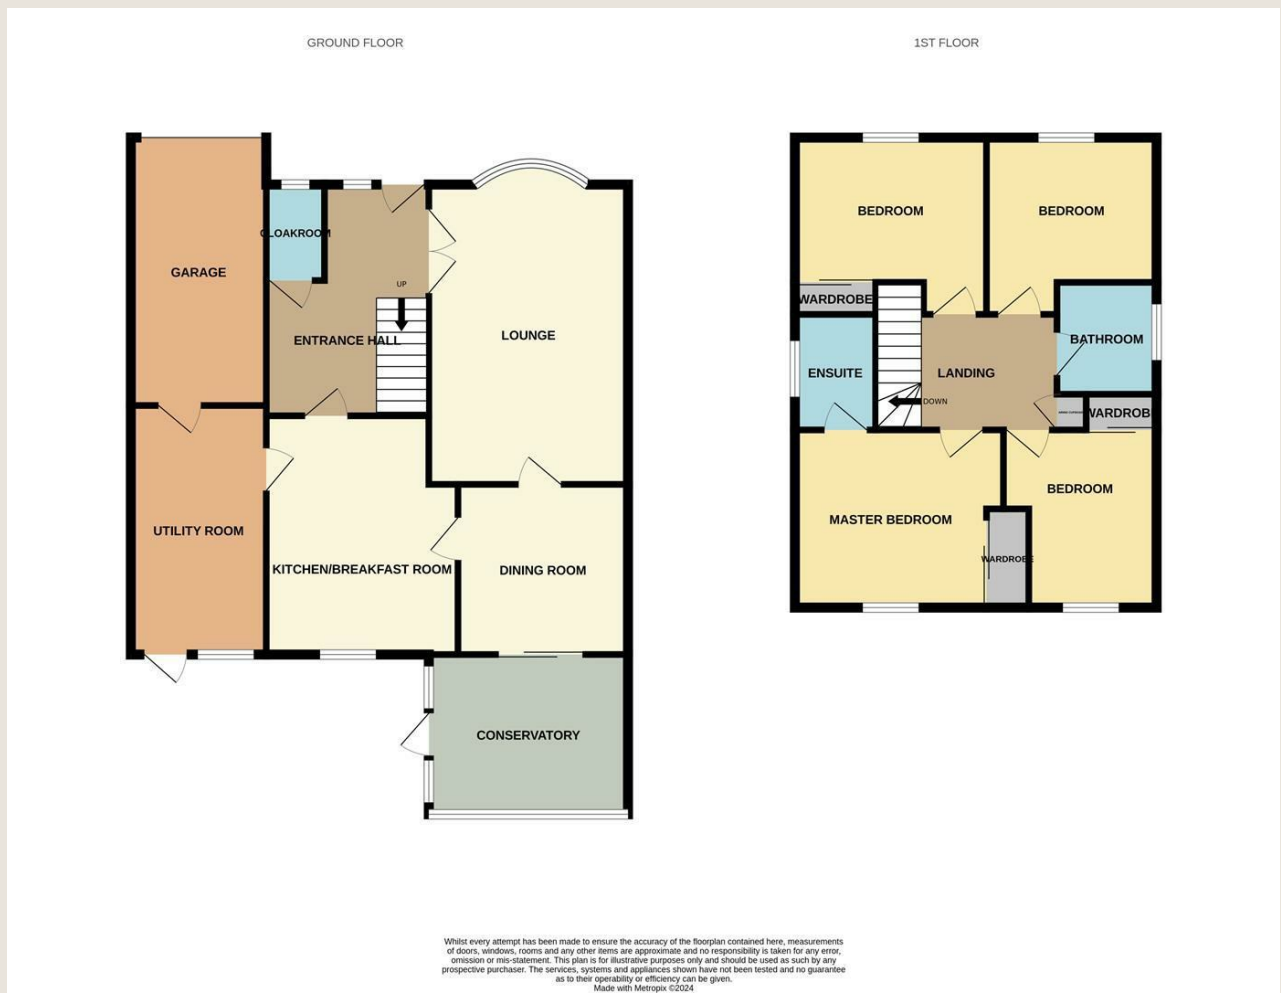 GROUND FLOOR
1ST FLOOR
GARAGE
CLOAKROOM
UP
ENTRANCE HALL
LOUNGE
UTILITY ROOM
KITCHEN/BREAKFAST ROOM
DINING ROOM
CONSERVATORY
BEDROOM
BEDROOM
WARDROBE
BATHROOM
ENSUITE
LANDING
DOWN
WARDROBE
MASTER BEDROOM
BEDROOM
WARDROBE
Whilst every attempt has been made to ensure the accuracy of the floorplan contained here, measurements
of doors, windows, rooms and any other items are approximate and no responsibility is taken for any error,
omission or mis-statement. This plan is for illustrative purposes only and should be used as such by any
prospective purchaser. The services, systems and appliances shown have not been tested and no guarantee
as to their operability or efficiency can be given.
Made with Metropix ©2024